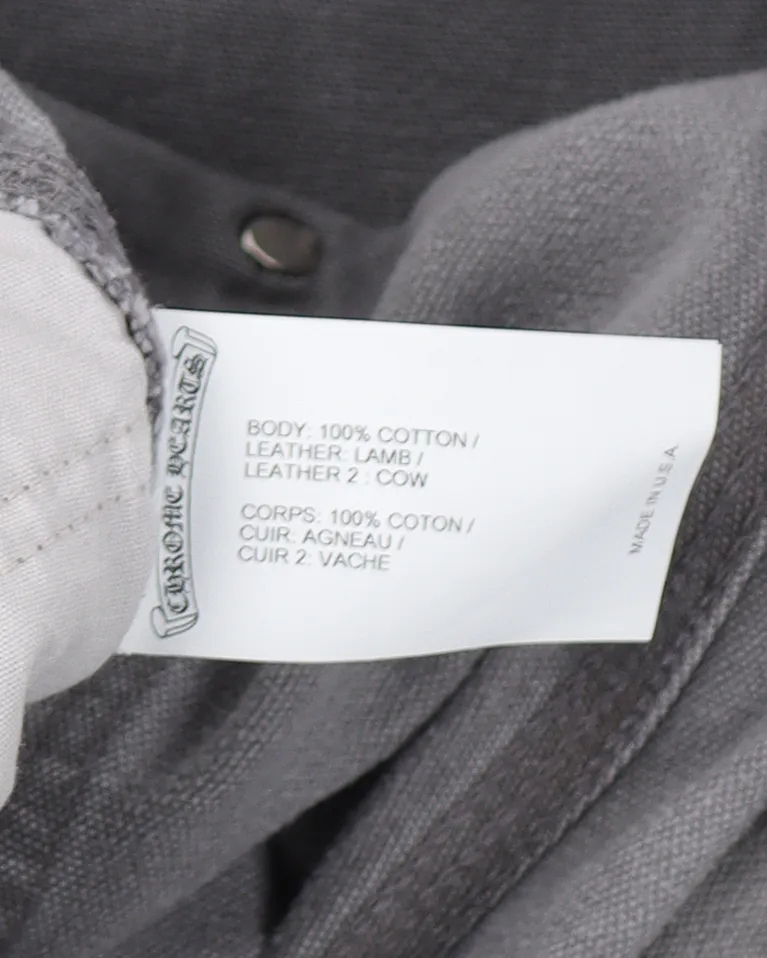 CHROME HEARTS
BODY: 100% COTTON /
LEATHER: LAMB /
LEATHER 2 : COW
CORPS: 100% COTON /
CUIR: AGNEAU /
CUIR 2: VACHE
MADE IN U.S.A.